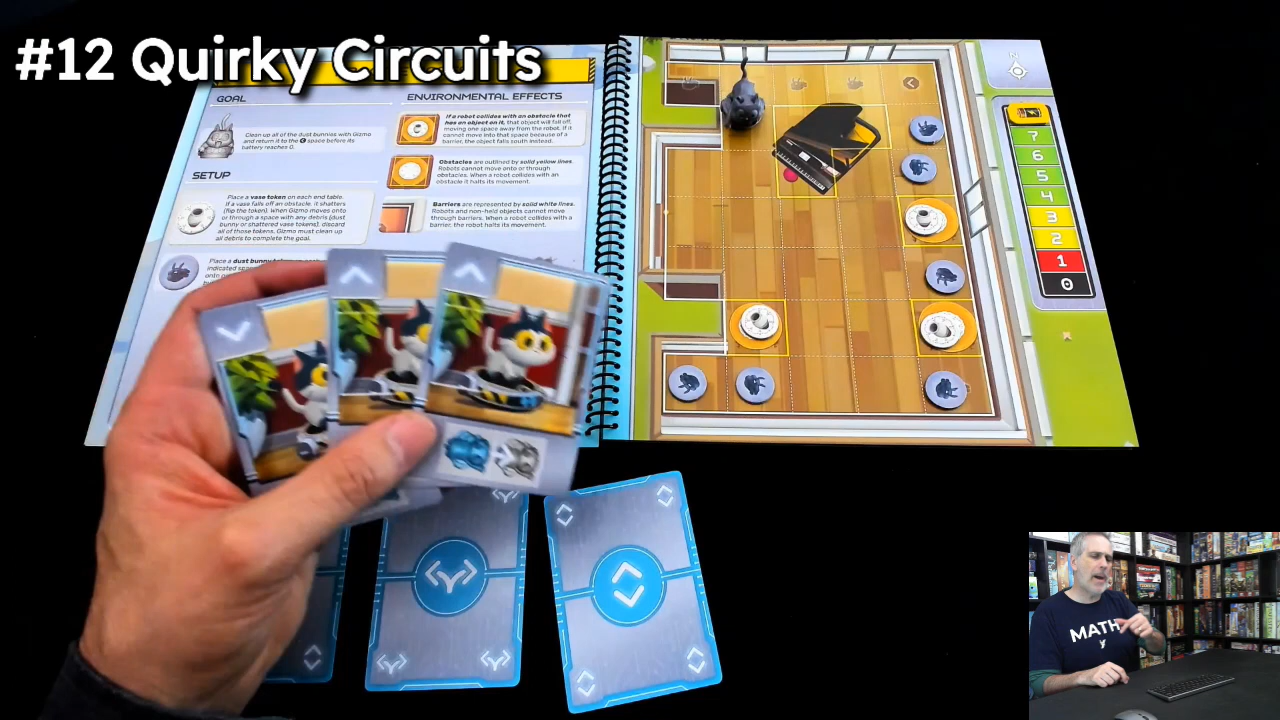 #12 Quirky Circuits
GOAL
Clean up all of the dust bunnies with Gizmo
and return it to the C space before its
battery reaches 0.
SETUP
Place a vase token on each end table.
If a vase falls off an obstacle, it shatters
(flip the token). When Gizmo moves onto
or through a space with any debris (dust
bunny or shattered vase tokens), discard
all of those tokens. Gizmo must clean up
all debris to complete the goal.
Place a dust bunny
ENVIRONMENTAL EFFECTS
If a robot collides with an obstacle that
has an object on it, that object will fall off,
moving one space away from the robot. If it
cannot move into that space because of a
barrier, the object falls south instead.
Obstacles are outlined by solid yellow lines.
Robots cannot move onto or through
obstacles. When a robot collides with an
obstacle it halts its movement.
Barriers are represented by solid white lines.
Robots and non-held objects cannot move
through barriers. When a robot collides with a
barrier, the robot halts its movement.
N
7
6
5
4
3
2
1
0
MATH